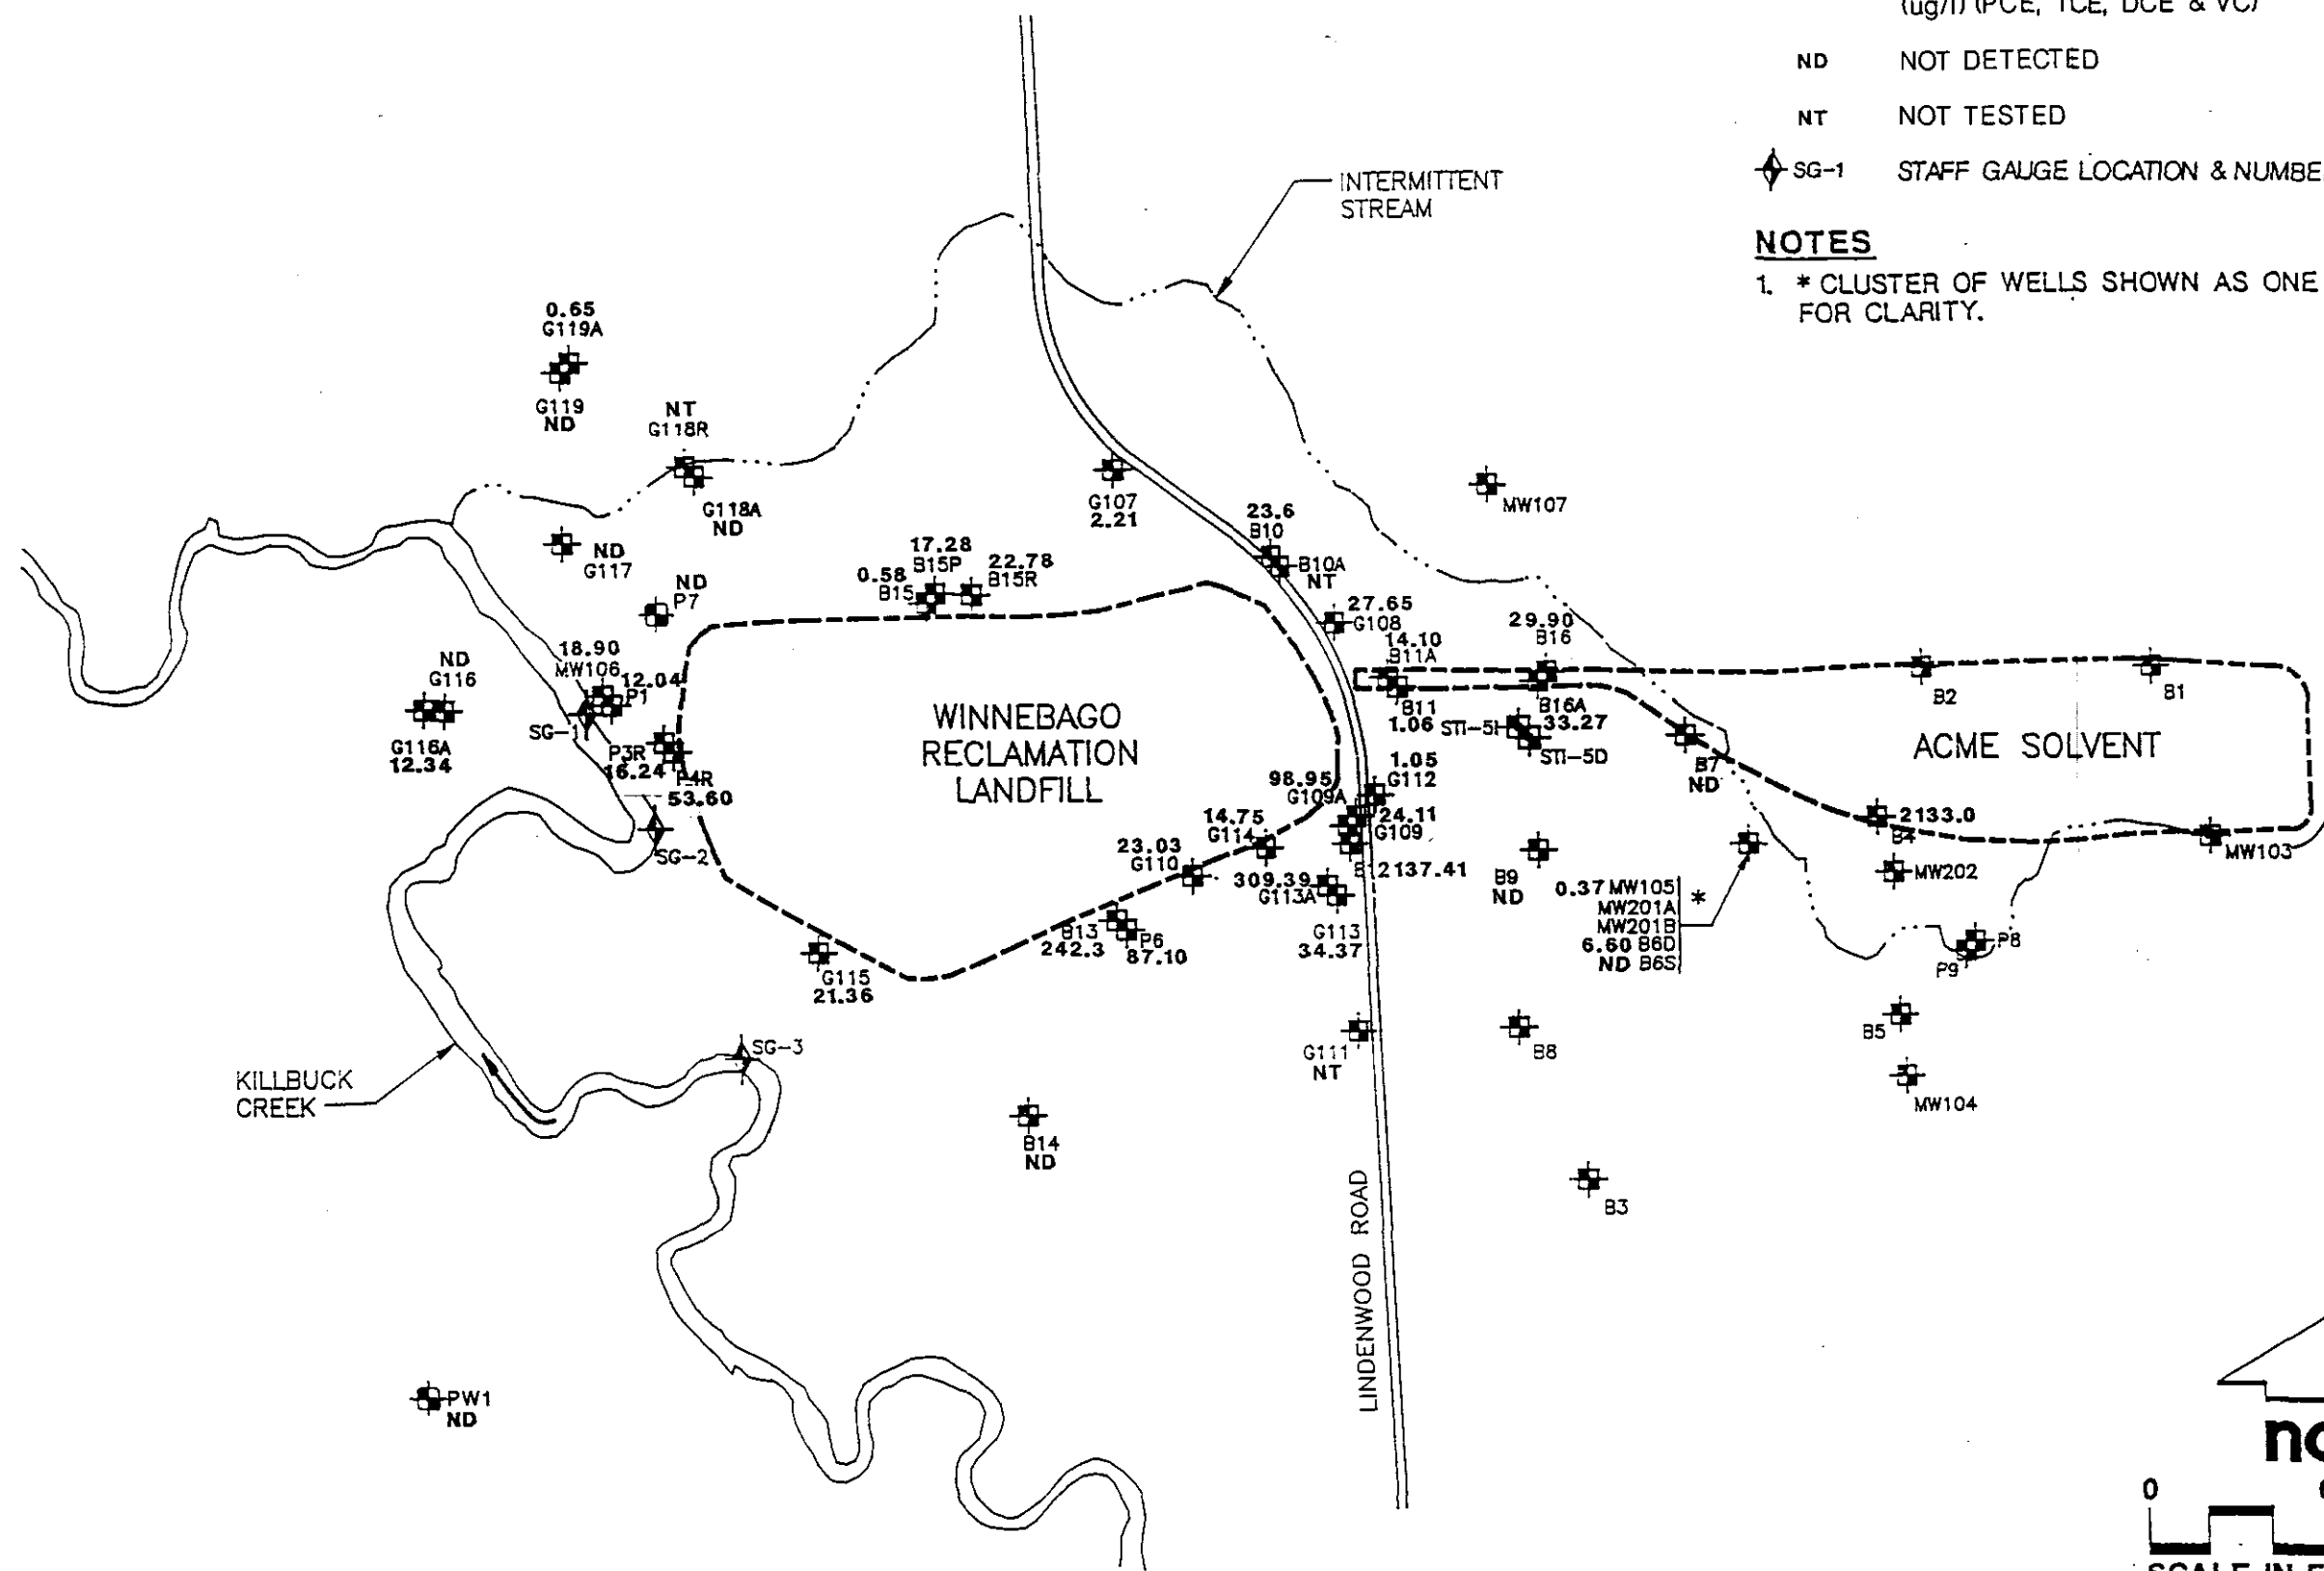 (ug/l) (PCE, TCE, DCE & VC)
ND NOT DETECTED
NT NOT TESTED
SG-1 STAFF GAUGE LOCATION & NUMBE
NOTES
1. * CLUSTER OF WELLS SHOWN AS ONE
FOR CLARITY.
INTERMITTENT
STREAM
0.65
G119A
G119
ND
NT
G118R
G118A
ND
ND
G117
ND
P7
G107
2.21
MW107
23.6
B10
B10A
NT
17.28
B15P
0.58
B15
22.78
B15R
27.65
G108
14.10
B11A
B11
1.06
29.90
B16
B16A
33.27
STI-5I
STI-5D
B2
B1
ND
G116
G116A
12.34
18.90
MW106
12.04
P1
SG-1
P3R
16.24
P4R
53.60
SG-2
WINNEBAGO
RECLAMATION
LANDFILL
ACME SOLVENT
B7
ND
1.05
G112
98.95
G109A
24.11
G109
14.75
G114
23.03
G110
2137.41
309.39
G113A
G113
34.37
B13
242.3
P6
87.10
G115
21.36
B9
ND
2133.0
B4
MW103
MW202
0.37 MW105
MW201A
MW201B
6.60 B6D
ND B6S
*
P8
P9
B5
MW104
G111
NT
B8
SG-3
KILLBUCK
CREEK
B14
ND
B3
LINDENWOOD ROAD
PW1
ND
0